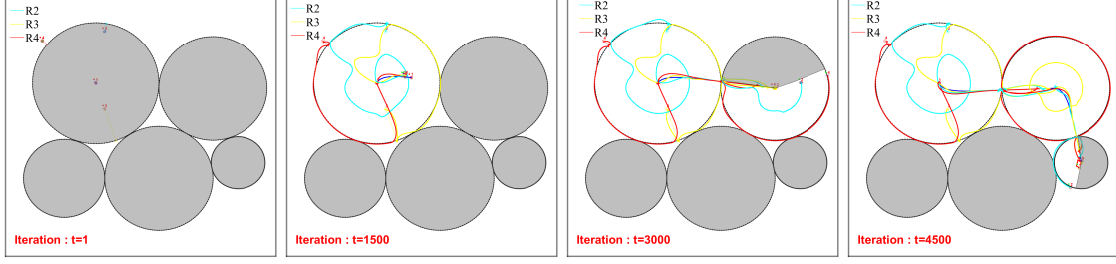 R2
R3
R4
Iteration : t=1
R2
R3
R4
Iteration : t=1500
R2
R3
R4
Iteration : t=3000
R2
R3
R4
Iteration : t=4500